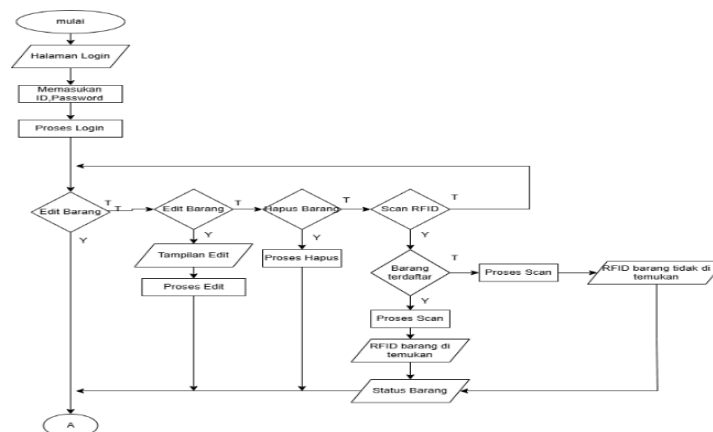 mulai
Halaman Login
Memasukan
ID,Password
Proses Login
Edit Barang
T
T
Y
Edit Barang
T
Y
Hapus Barang
T
Y
Scan RFID
T
Y
Tampilan Edit
Proses Edit
Proses Hapus
Barang
terdaftar
T
Y
Proses Scan
RFID barang tidak di
temukan
Proses Scan
RFID barang di
temukan
Status Barang
A